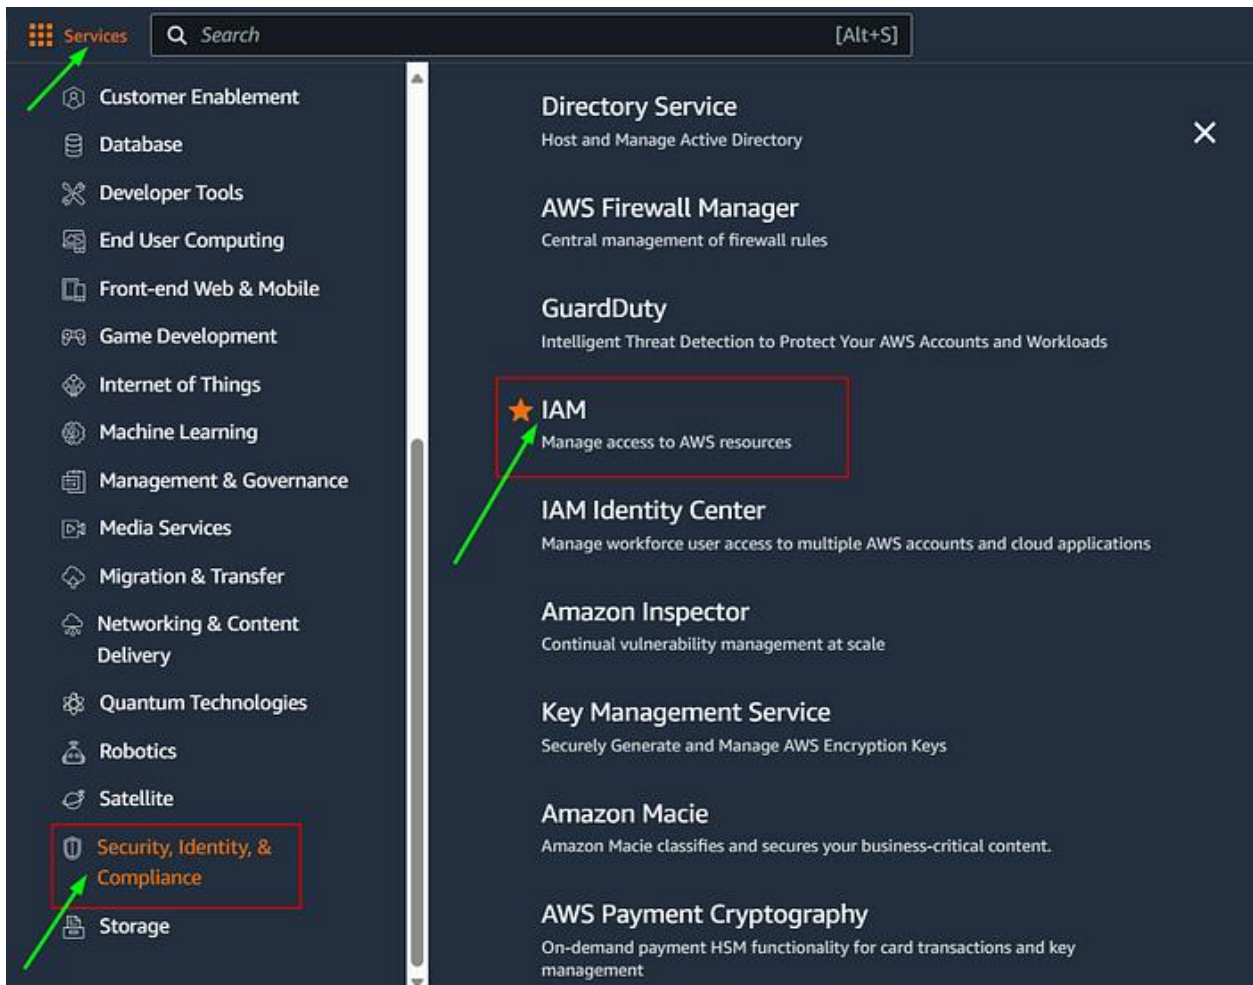 Services
Search
[Alt+S]
Customer Enablement
Database
Developer Tools
End User Computing
Front-end Web & Mobile
Game Development
Internet of Things
Machine Learning
Management & Governance
Media Services
Migration & Transfer
Networking & Content
Delivery
Quantum Technologies
Robotics
Satellite
Security, Identity, &
Compliance
Storage
Directory Service
Host and Manage Active Directory
AWS Firewall Manager
Central management of firewall rules
GuardDuty
Intelligent Threat Detection to Protect Your AWS Accounts and Workloads
IAM
Manage access to AWS resources
IAM Identity Center
Manage workforce user access to multiple AWS accounts and cloud applications
Amazon Inspector
Continual vulnerability management at scale
Key Management Service
Securely Generate and Manage AWS Encryption Keys
Amazon Macie
Amazon Macie classifies and secures your business-critical content.
AWS Payment Cryptography
On-demand payment HSM functionality for card transactions and key
management